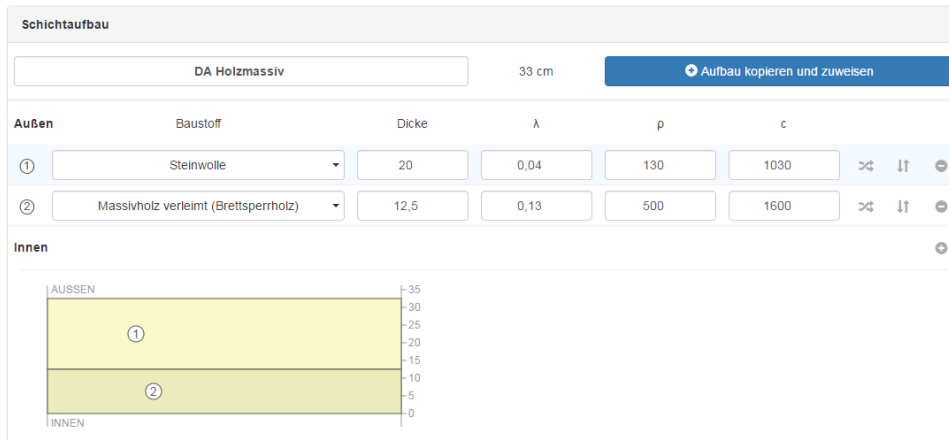 Schichtaufbau
DA Holzmassiv 33 cm Aufbau kopieren und zuweisen
Außen Baustoff Dicke λ ρ c
1 Steinwolle 20 0,04 130 1030
2 Massivholz verleimt (Brettsperrholz) 12,5 0,13 500 1600
Innen
AUSSEN 35
30
1 25
20
15
10
2 5
0
INNEN